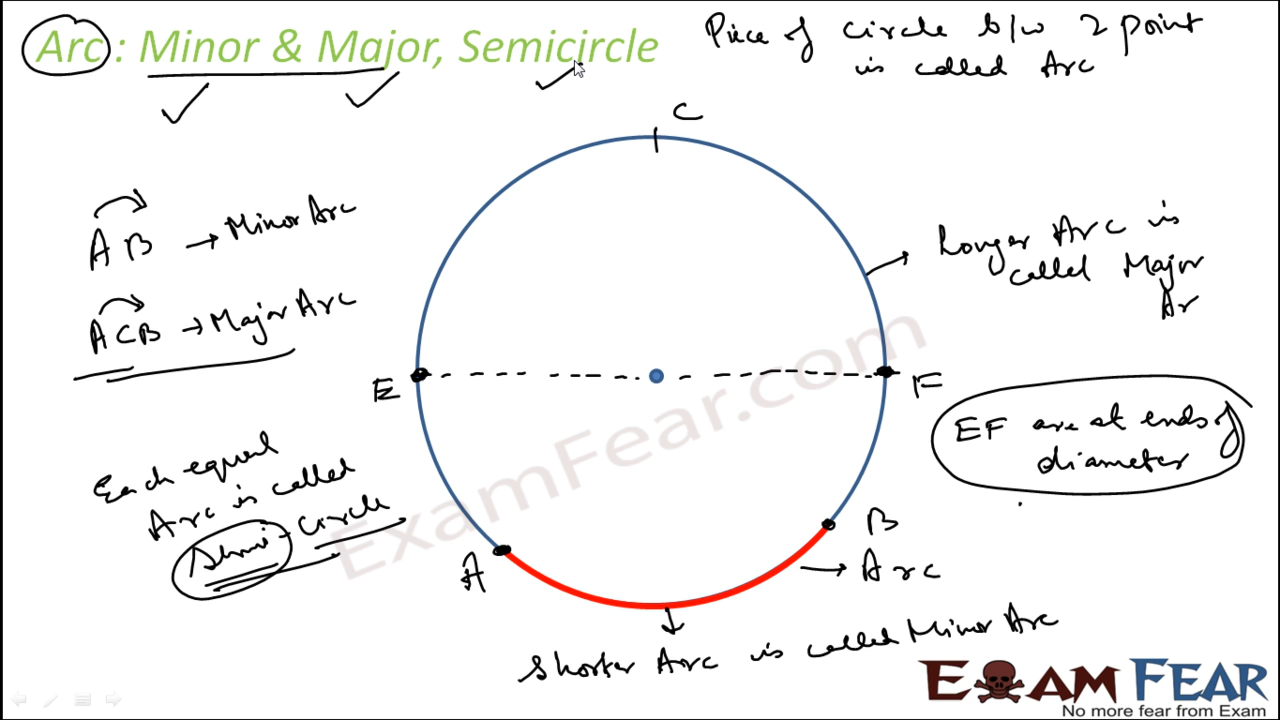 Arc : Minor & Major, Semicircle
Piece of circle b/w 2 point
is called Arc
C
AB → Minor Arc
ACB → Major Arc
Longer Arc is
called Major
Ar
E
F
EF are at ends of
diameter
Each equal
Arc is called
Semi-circle
A
B
→ Arc
Shorter Arc is called Minor Arc
ExamFear.com
EXAM FEAR
No more fear from Exam